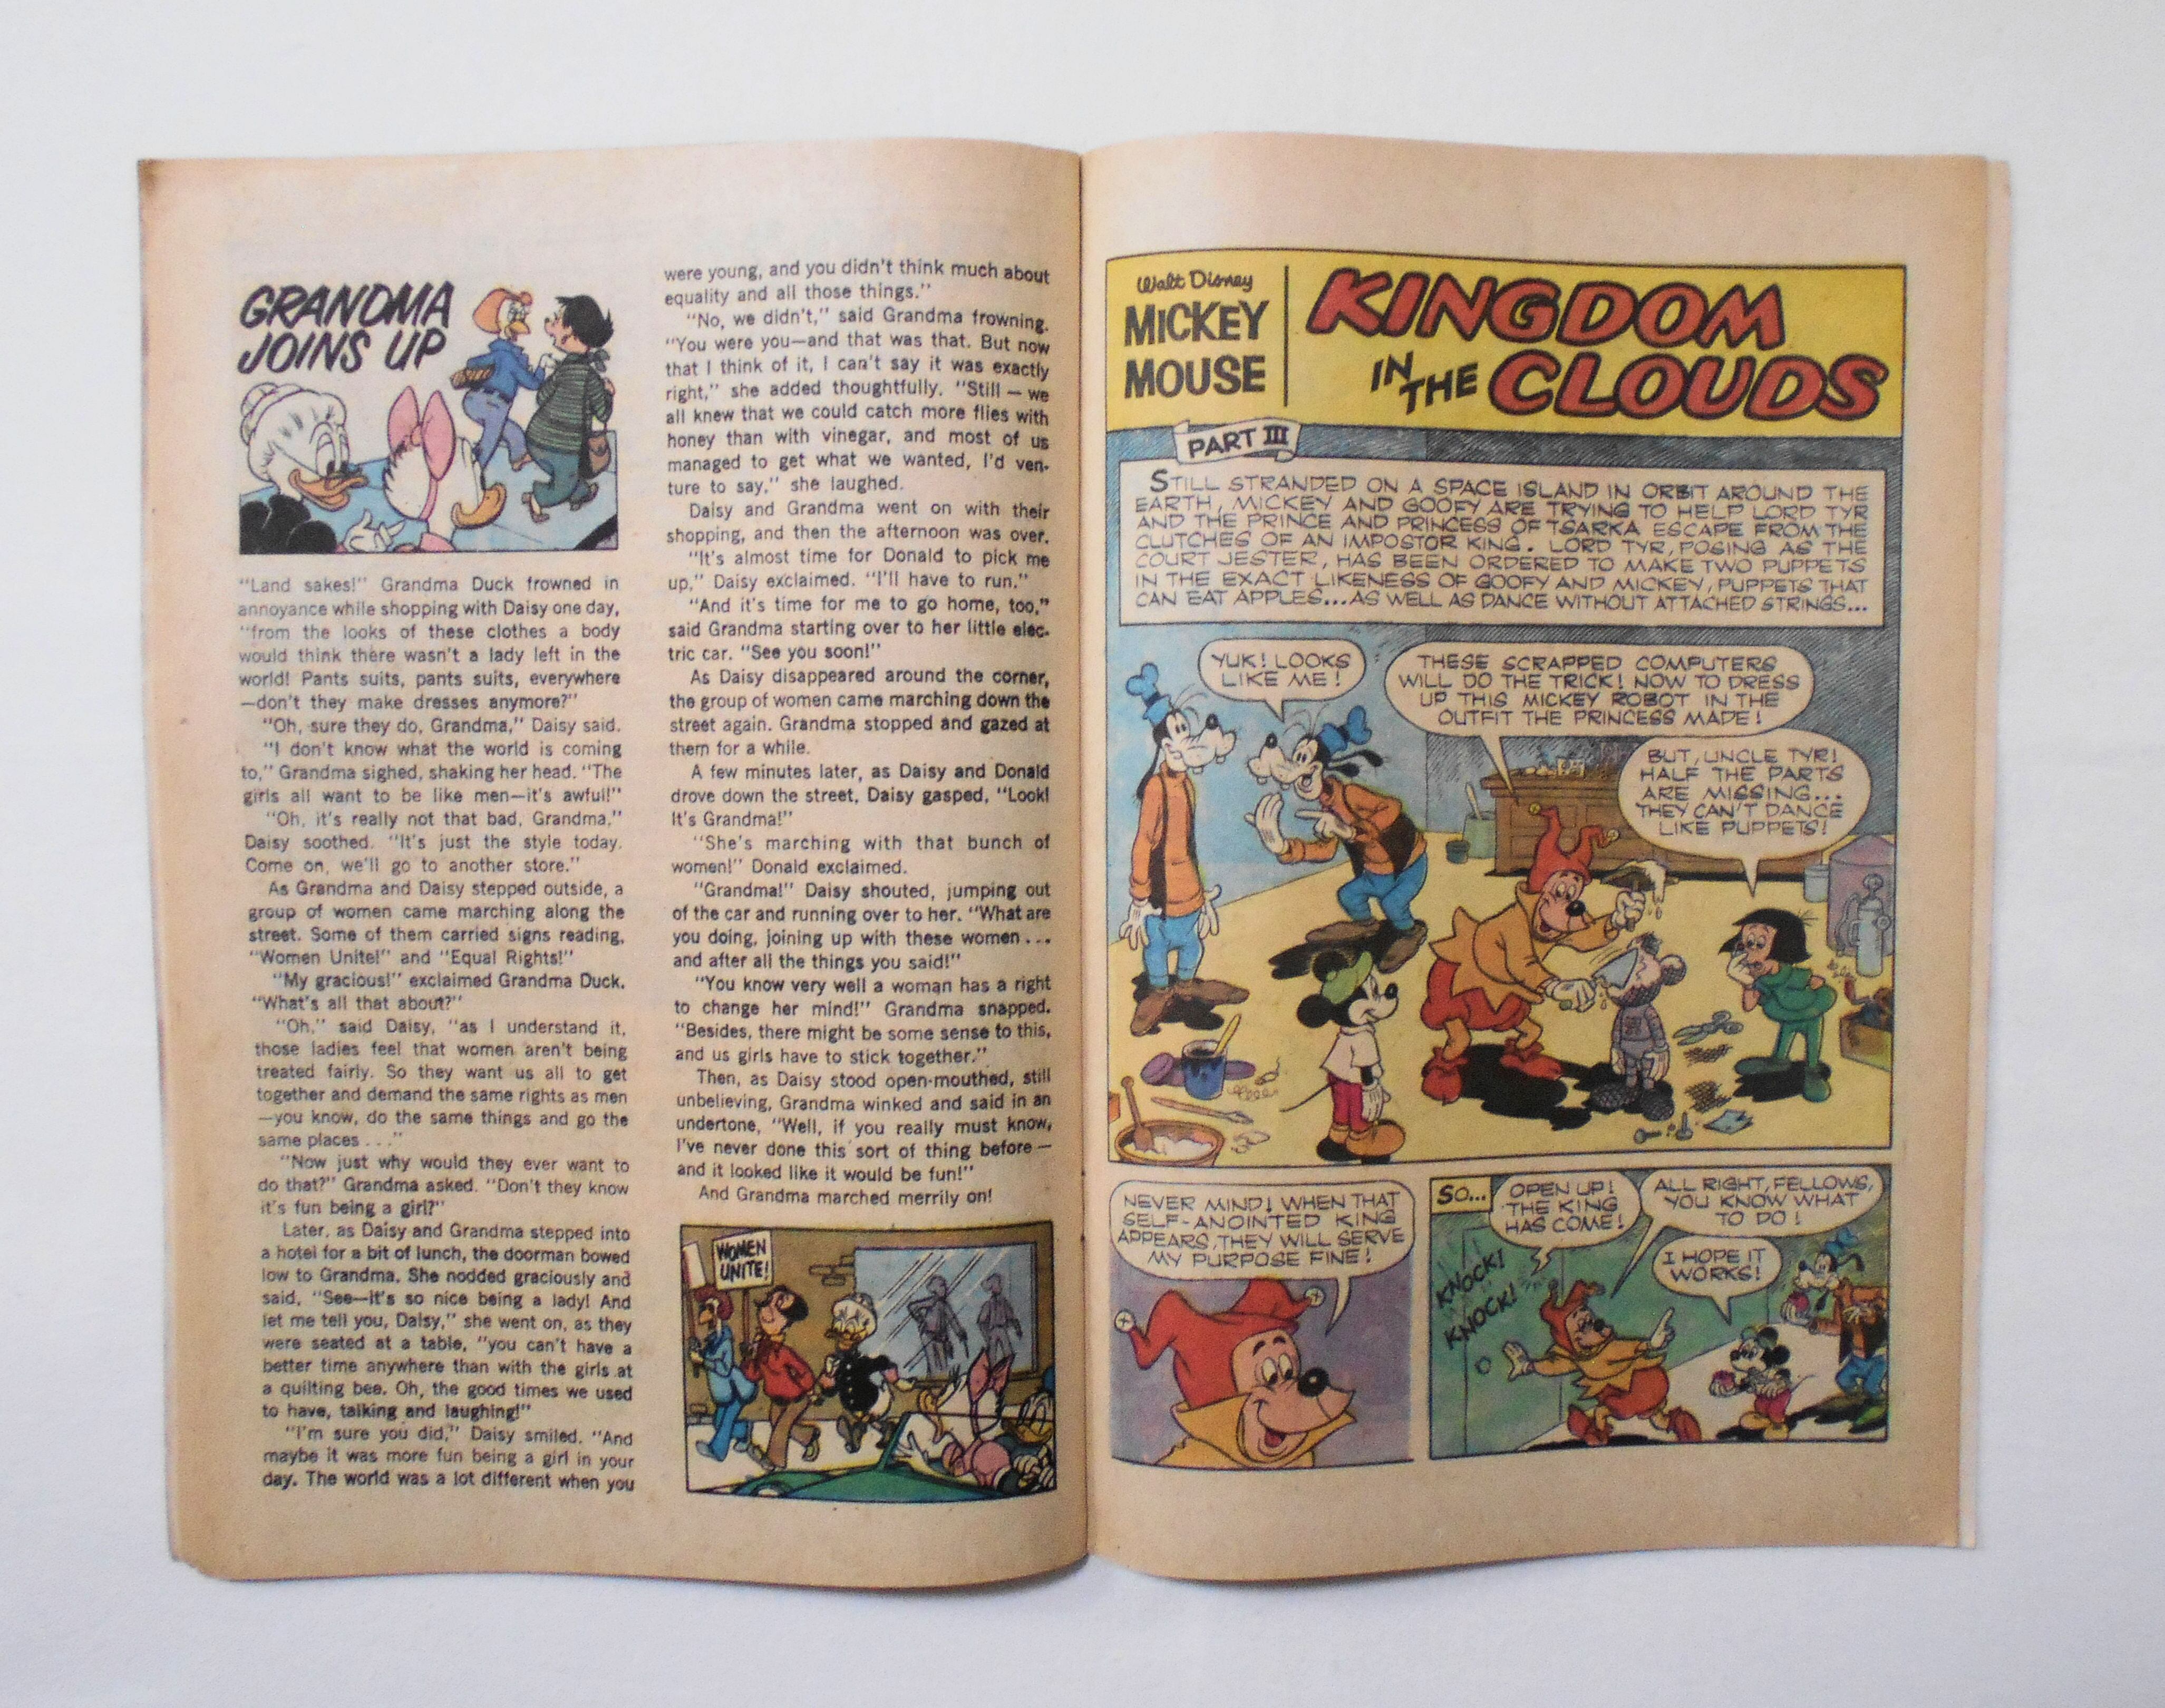 GRANDMA
JOINS UP
"Land sakes!" Grandma Duck frowned in
annoyance while shopping with Daisy one day,
"from the looks of these clothes a body
would think there wasn't a lady left in the
world! Pants suits, pants suits, everywhere
—don't they make dresses anymore?"
"Oh, sure they do, Grandma," Daisy said.
"I don't know what the world is coming
to," Grandma sighed, shaking her head. "The
girls all want to be like men—it's awful!"
"Oh, it's really not that bad, Grandma,"
Daisy soothed. "It's just the style today.
Come on, we'll go to another store."
As Grandma and Daisy stepped outside, a
group of women came marching along the
street. Some of them carried signs reading,
"Women Unite!" and "Equal Rights!"
"My gracious!" exclaimed Grandma Duck.
"What's all that about?"
"Oh," said Daisy, "as I understand it,
those ladies feel that women aren't being
treated fairly. So they want us all to get
together and demand the same rights as men
—you know, do the same things and go the
same places . . ."
"Now just why would they ever want to
do that?" Grandma asked. "Don't they know
it's fun being a girl?"
Later, as Daisy and Grandma stepped into
a hotel for a bit of lunch, the doorman bowed
low to Grandma. She nodded graciously and
said, "See—it's so nice being a lady! And
let me tell you, Daisy," she went on, as they
were seated at a table, "you can't have a
better time anywhere than with the girls at
a quilting bee. Oh, the good times we used
to have, talking and laughing!"
"I'm sure you did," Daisy smiled. "And
maybe it was more fun being a girl in your
day. The world was a lot different when you
were young, and you didn't think much about
equality and all those things."
"No, we didn't," said Grandma frowning.
"You were you—and that was that. But now
that I think of it, I can't say it was exactly
right," she added thoughtfully. "Still — we
all knew that we could catch more flies with
honey than with vinegar, and most of us
managed to get what we wanted, I'd ven-
ture to say," she laughed.
Daisy and Grandma went on with their
shopping, and then the afternoon was over.
"It's almost time for Donald to pick me
up," Daisy exclaimed. "I'll have to run."
"And it's time for me to go home, too,"
said Grandma starting over to her little elec-
tric car. "See you soon!"
As Daisy disappeared around the corner,
the group of women came marching down the
street again. Grandma stopped and gazed at
them for a while.
A few minutes later, as Daisy and Donald
drove down the street, Daisy gasped, "Look!
It's Grandma!"
"She's marching with that bunch of
women!" Donald exclaimed.
"Grandma!" Daisy shouted, jumping out
of the car and running over to her. "What are
you doing, joining up with these women . . .
and after all the things you said!"
"You know very well a woman has a right
to change her mind!" Grandma snapped.
"Besides, there might be some sense to this,
and us girls have to stick together."
Then, as Daisy stood open-mouthed, still
unbelieving, Grandma winked and said in an
undertone, "Well, if you really must know,
I've never done this sort of thing before —
and it looked like it would be fun!"
And Grandma marched merrily on!
WOMEN
UNITE!
Walt Disney
MICKEY
MOUSE
KINGDOM
IN THE CLOUDS
PART III
STILL STRANDED ON A SPACE ISLAND IN ORBIT AROUND THE
EARTH, MICKEY AND GOOFY ARE TRYING TO HELP LORD TYR
AND THE PRINCE AND PRINCESS OF TSARKA ESCAPE FROM THE
CLUTCHES OF AN IMPOSTOR KING. LORD TYR, POSING AS THE
COURT JESTER, HAS BEEN ORDERED TO MAKE TWO PUPPETS
IN THE EXACT LIKENESS OF GOOFY AND MICKEY, PUPPETS THAT
CAN EAT APPLES...AS WELL AS DANCE WITHOUT ATTACHED STRINGS...
YUK! LOOKS
LIKE ME!
THESE SCRAPPED COMPUTERS
WILL DO THE TRICK! NOW TO DRESS
UP THIS MICKEY ROBOT IN THE
OUTFIT THE PRINCESS MADE!
BUT, UNCLE TYR!
HALF THE PARTS
ARE MISSING...
THEY CAN'T DANCE
LIKE PUPPETS!
NEVER MIND! WHEN THAT
SELF-ANOINTED KING
APPEARS, THEY WILL SERVE
MY PURPOSE FINE!
SO...
OPEN UP!
THE KING
HAS COME!
ALL RIGHT, FELLOWS,
YOU KNOW WHAT
TO DO!
I HOPE IT
WORKS!
KNOCK!
KNOCK!